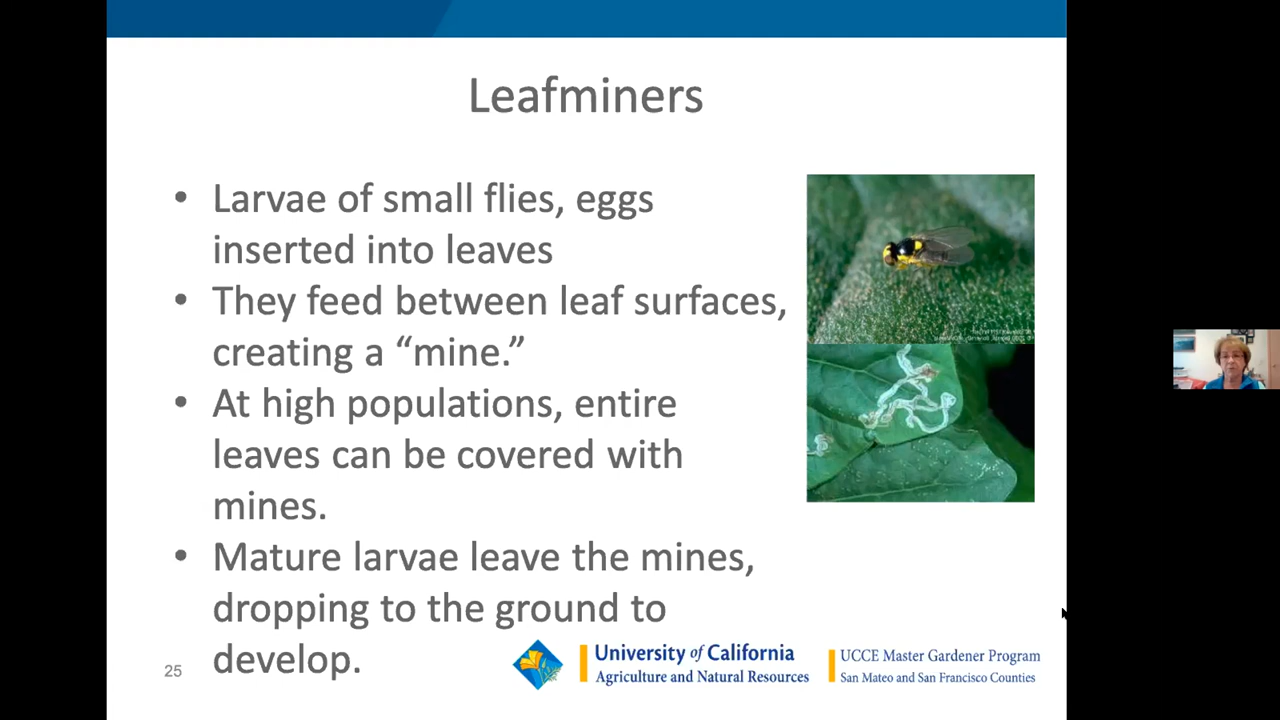 Leafminers
• Larvae of small flies, eggs
inserted into leaves
• They feed between leaf surfaces,
creating a “mine.”
• At high populations, entire
leaves can be covered with
mines.
• Mature larvae leave the mines,
dropping to the ground to
develop.
25
University of California
Agriculture and Natural Resources
UCCE Master Gardener Program
San Mateo and San Francisco Counties